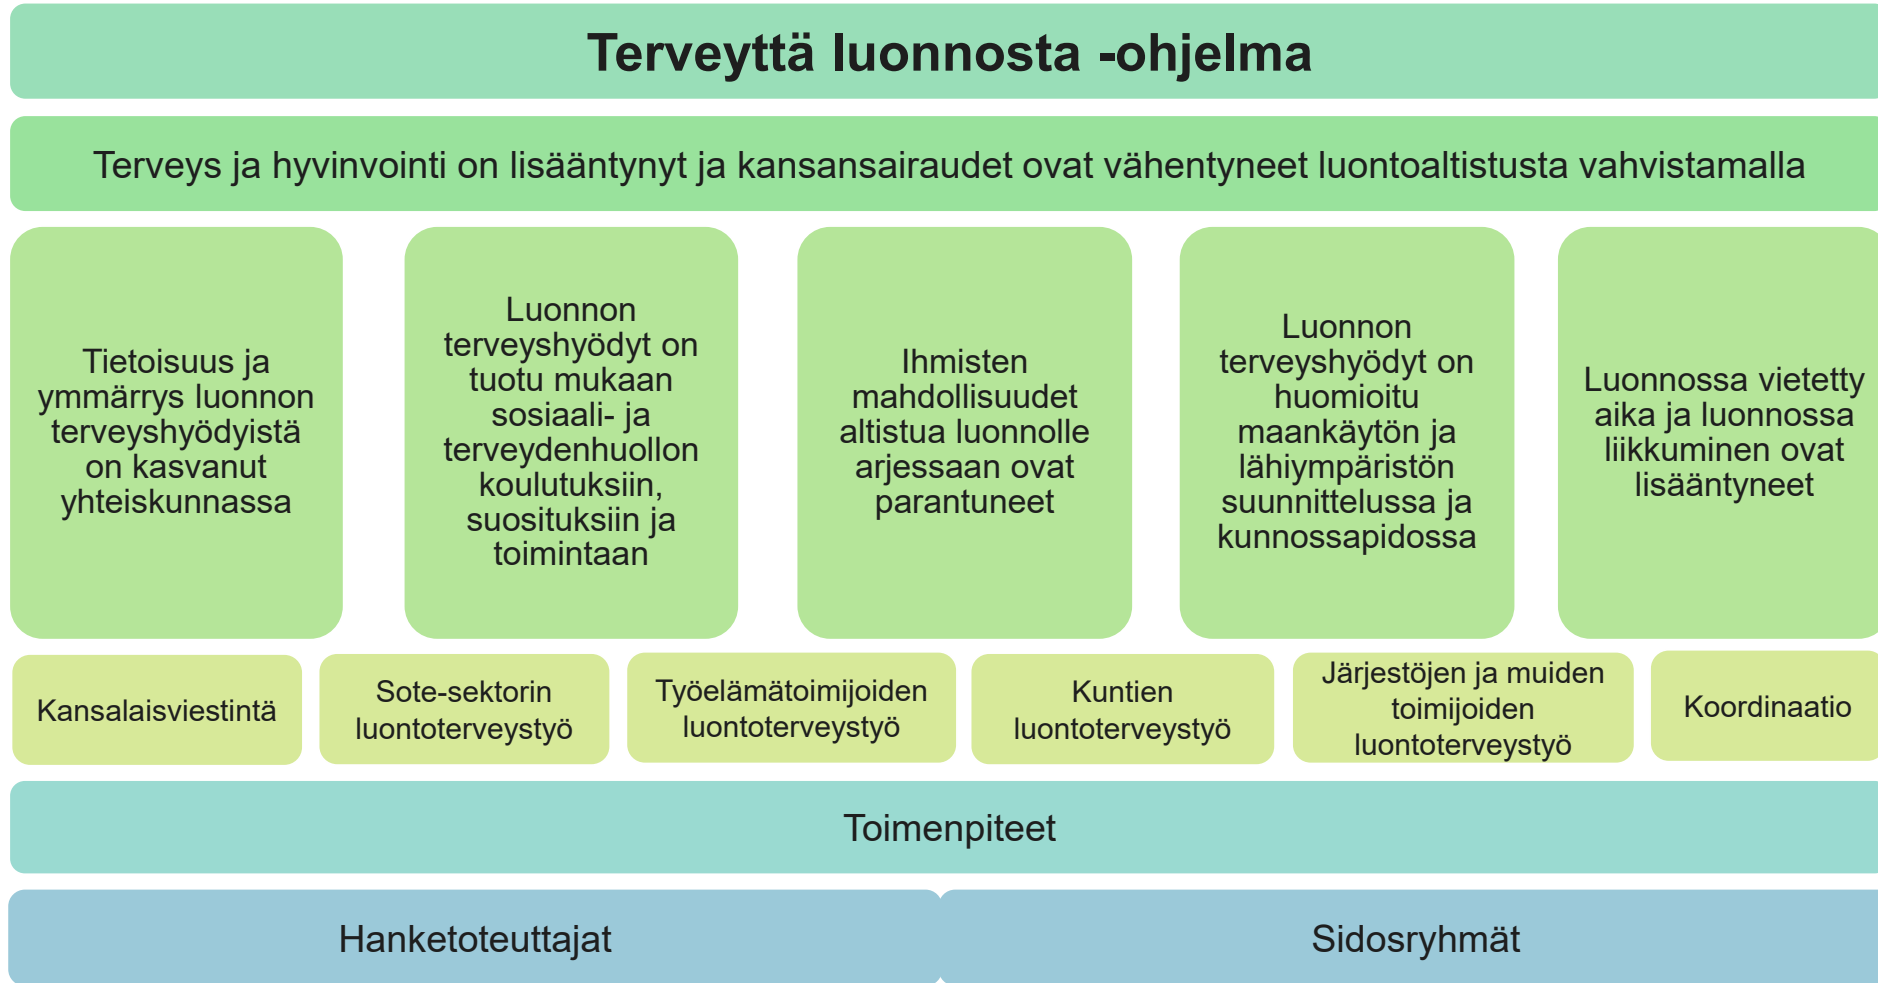 Terveyttä luonnosta -ohjelma
Terveys ja hyvinvointi on lisääntynyt ja kansansairaudet ovat vähentyneet luontoaltistusta vahvistamalla
Tietoisuus ja
ymmärrys luonnon
terveyshyödyistä
on kasvanut
yhteiskunnassa
Luonnon
terveyshyödyt on
tuotu mukaan
sosiaali- ja
terveydenhuollon
koulutuksiin,
suosituksiin ja
toimintaan
Ihmisten
mahdollisuudet
altistua luonnolle
arjessaan ovat
parantuneet
Luonnon
terveyshyödyt on
huomioitu
maankäytön ja
lähiympäristön
suunnittelussa ja
kunnossapidossa
Luonnossa vietetty
aika ja luonnossa
liikkuminen ovat
lisääntyneet
Kansalaisviestintä
Sote-sektorin
luontoterveystyö
Työelämätoimijoiden
luontoterveystyö
Kuntien
luontoterveystyö
Järjestöjen ja muiden
toimijoiden
luontoterveystyö
Koordinaatio
Toimenpiteet
Hanketoteuttajat
Sidosryhmät